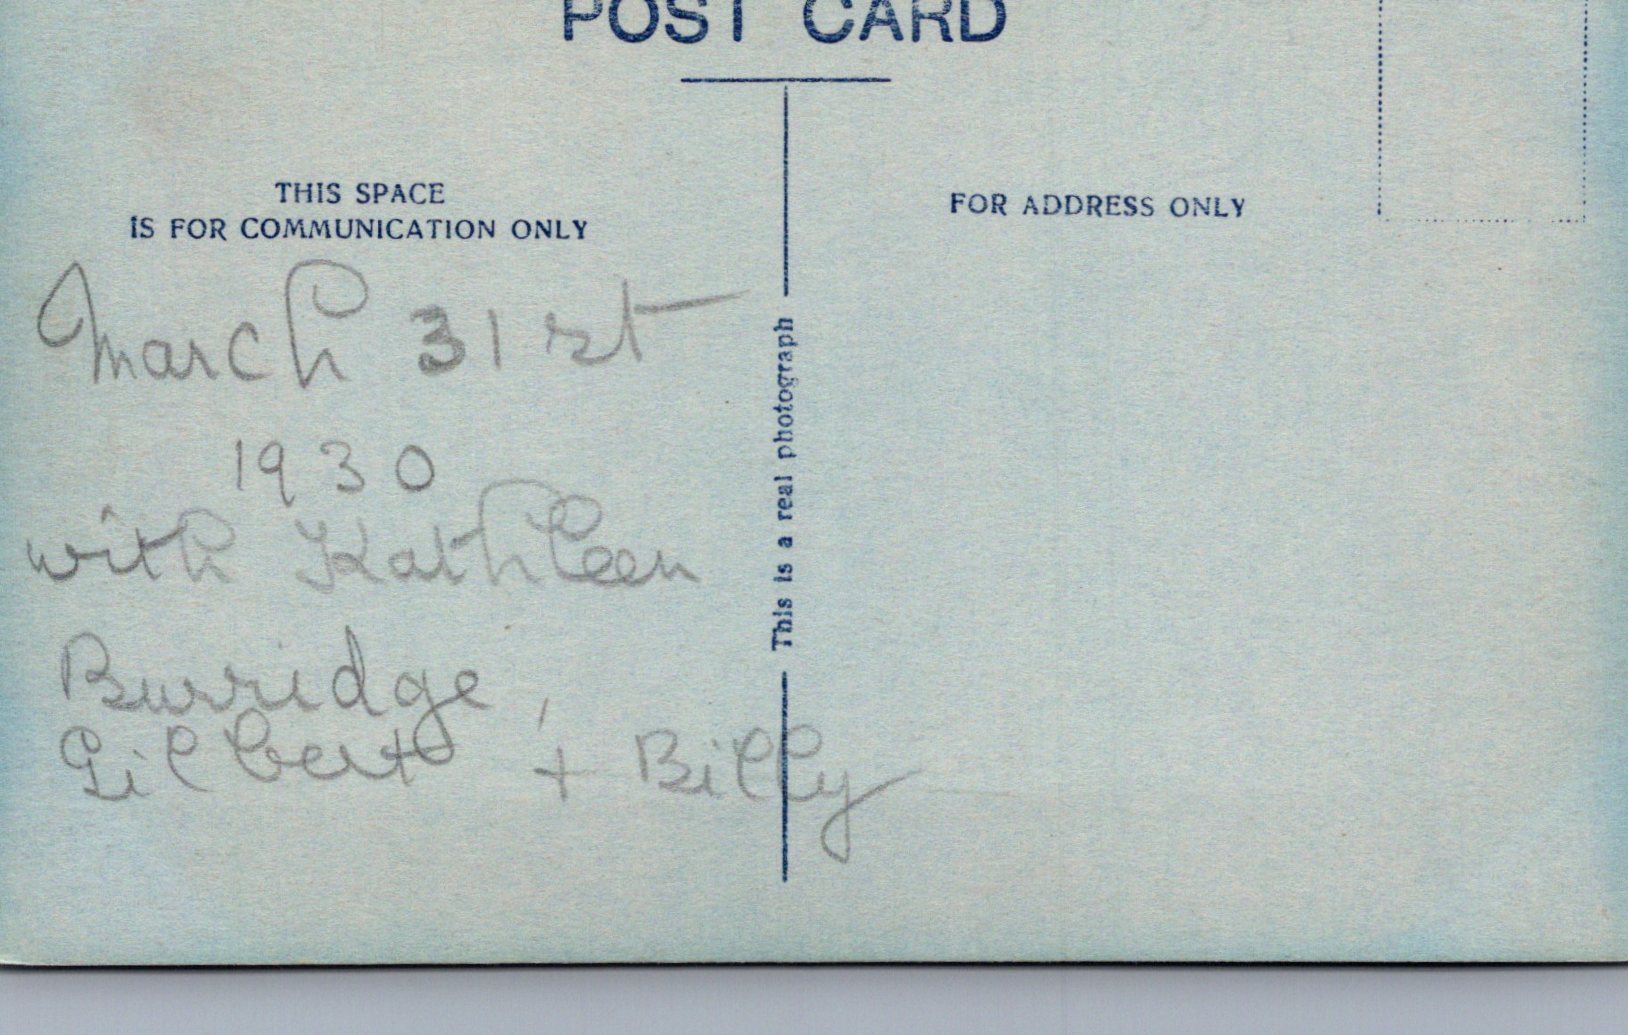 POST CARD
THIS SPACE
IS FOR COMMUNICATION ONLY
FOR ADDRESS ONLY
This is a real photograph
March 31st
1930
with Kathleen
Burridge,
Gilbert + Billy